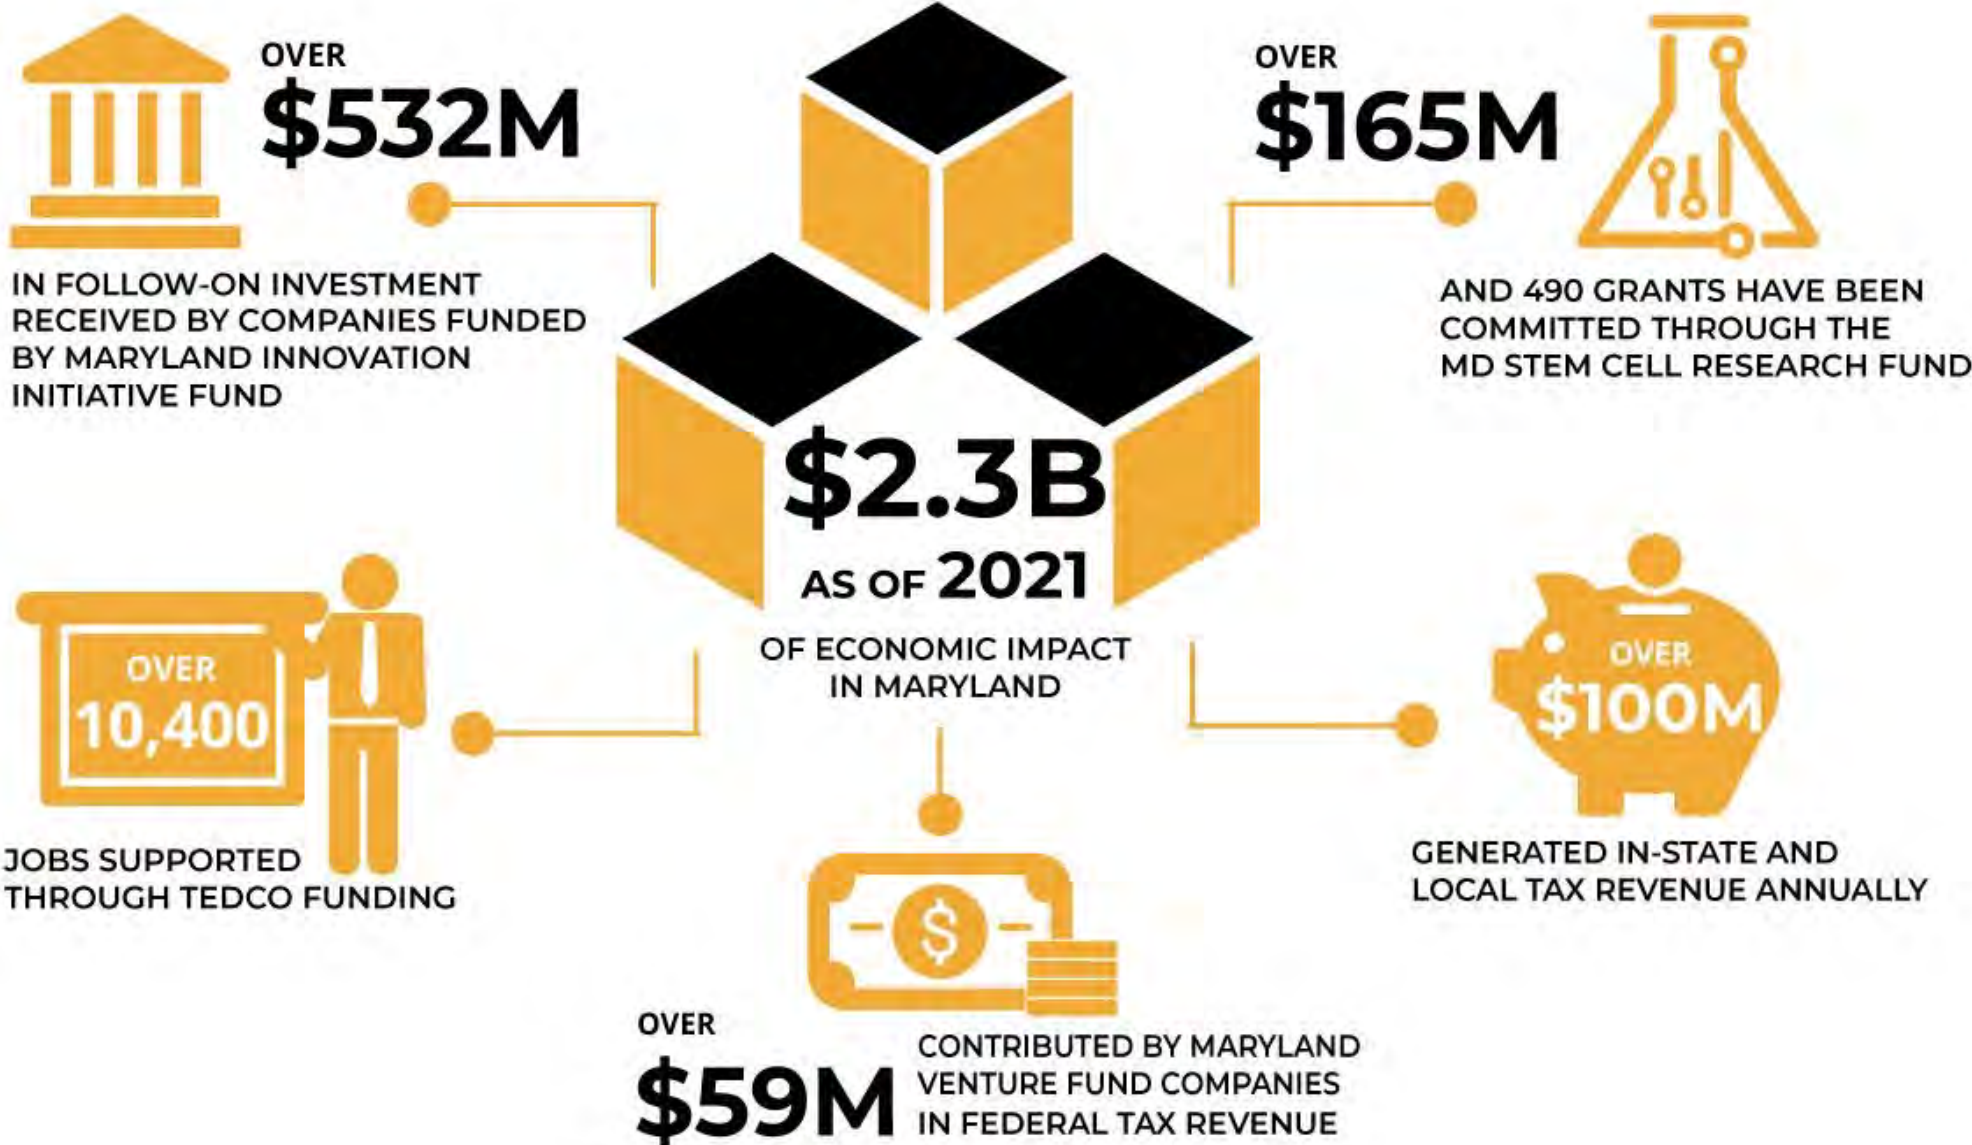 OVER
$532M
IN FOLLOW-ON INVESTMENT
RECEIVED BY COMPANIES FUNDED
BY MARYLAND INNOVATION
INITIATIVE FUND
OVER
$165M
AND 490 GRANTS HAVE BEEN
COMMITTED THROUGH THE
MD STEM CELL RESEARCH FUND
$2.3B
AS OF 2021
OF ECONOMIC IMPACT
IN MARYLAND
OVER
10,400
JOBS SUPPORTED
THROUGH TEDCO FUNDING
OVER
$100M
GENERATED IN-STATE AND
LOCAL TAX REVENUE ANNUALLY
$
OVER
$59M
CONTRIBUTED BY MARYLAND
VENTURE FUND COMPANIES
IN FEDERAL TAX REVENUE